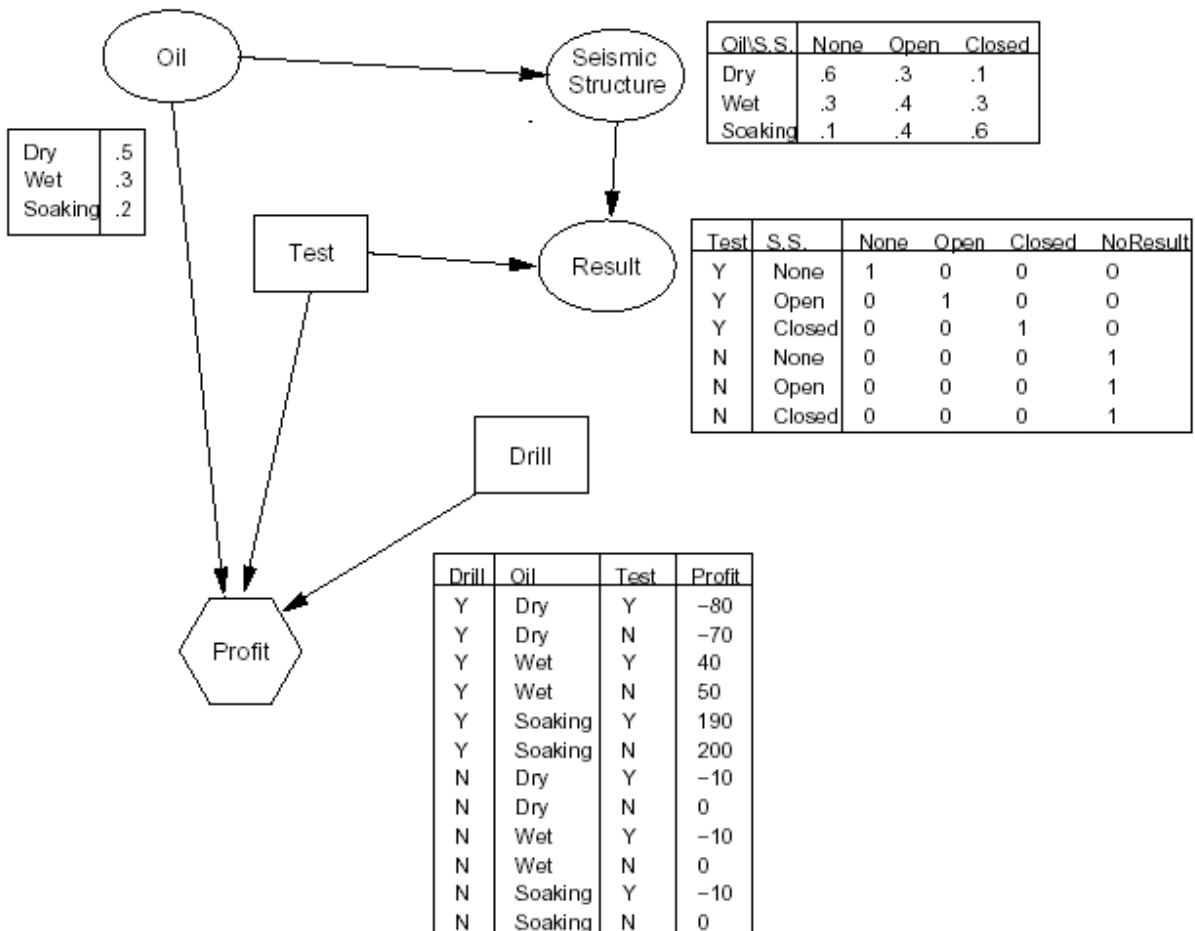 Oil
Seismic
Structure
Oil\S.S. None Open Closed
Dry .6 .3 .1
Wet .3 .4 .3
Soaking .1 .4 .6
Dry .5
Wet .3
Soaking .2
Test
Result
Test S.S. None Open Closed NoResult
Y None 1 0 0 0
Y Open 0 1 0 0
Y Closed 0 0 1 0
N None 0 0 0 1
N Open 0 0 0 1
N Closed 0 0 0 1
Drill
Profit
Drill Oil Test Profit
Y Dry Y −80
Y Dry N −70
Y Wet Y 40
Y Wet N 50
Y Soaking Y 190
Y Soaking N 200
N Dry Y −10
N Dry N 0
N Wet Y −10
N Wet N 0
N Soaking Y −10
N Soaking N 0